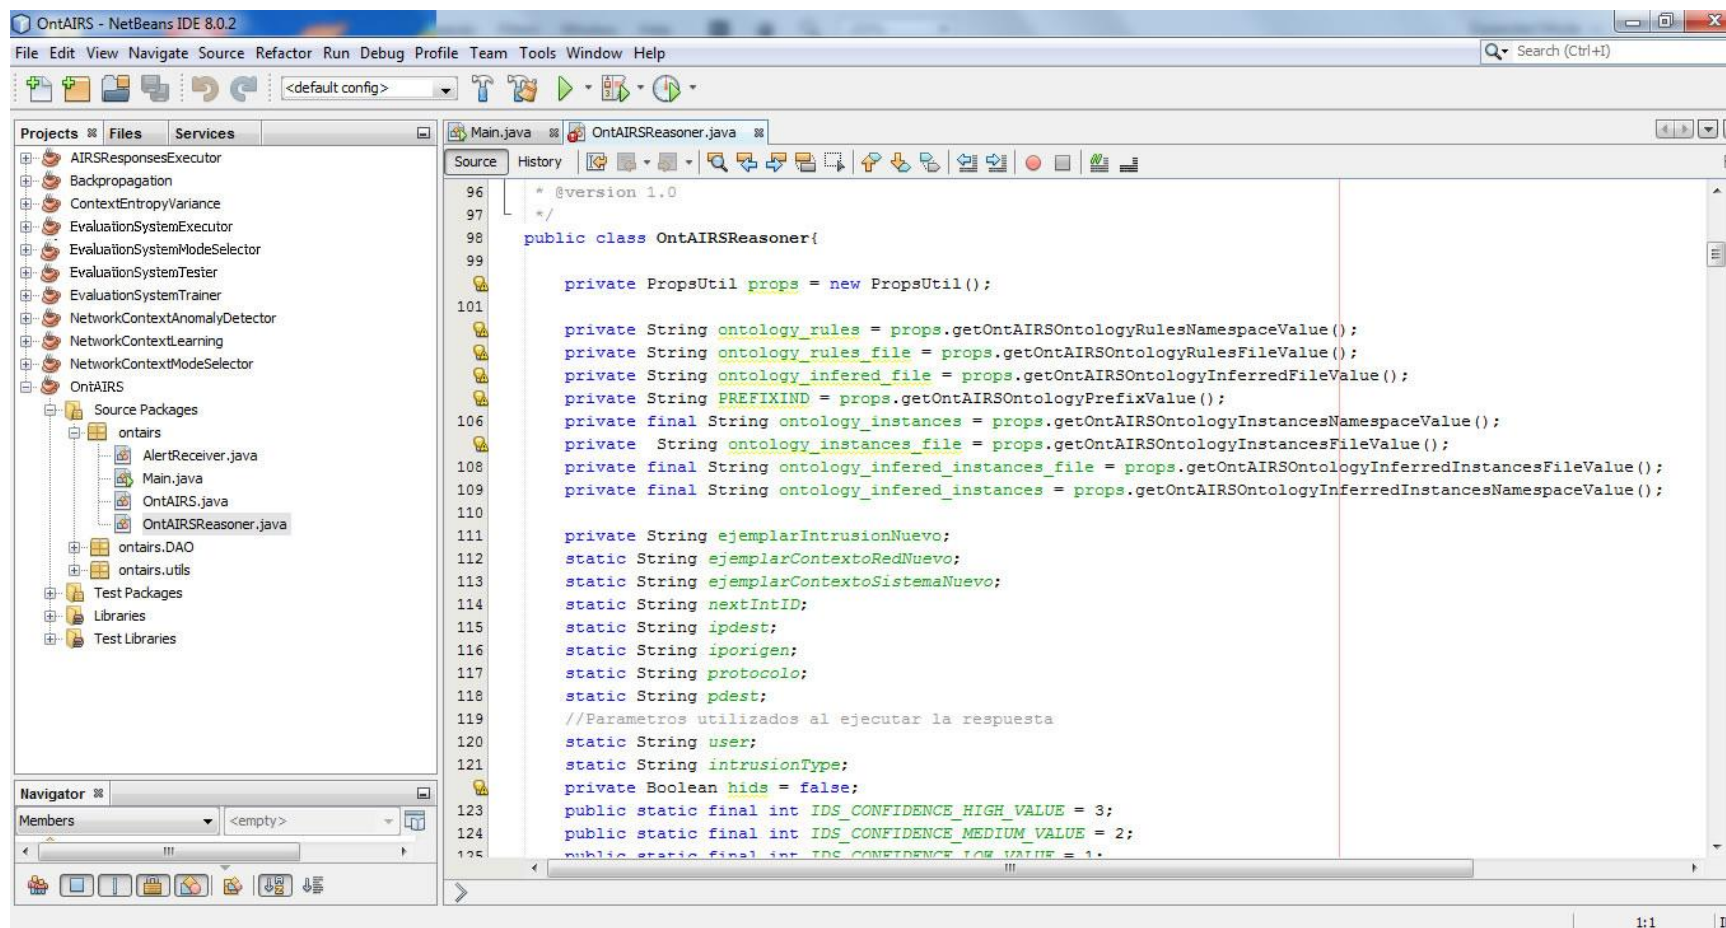 OntAIRS - NetBeans IDE 8.0.2
File Edit View Navigate Source Refactor Run Debug Profile Team Tools Window Help
Search (Ctrl+I)
<default config>
Projects Files Services
AIRSResponsesExecutor
Backpropagation
ContextEntropyVariance
EvaluationSystemExecutor
EvaluationSystemModeSelector
EvaluationSystemTester
EvaluationSystemTrainer
NetworkContextAnomalyDetector
NetworkContextLearning
NetworkContextModeSelector
OntAIRS
Source Packages
ontairs
AlertReceiver.java
Main.java
OntAIRS.java
OntAIRSReasoner.java
ontairs.DAO
ontairs.utils
Test Packages
Libraries
Test Libraries
Navigator
Members <empty>
Main.java OntAIRSReasoner.java
Source History
96 * @version 1.0
97 */
98 public class OntAIRSReasoner{
99
private PropsUtil props = new PropsUtil();
101
private String ontology_rules = props.getOntAIRSOntologyRulesNamespaceValue();
private String ontology_rules_file = props.getOntAIRSOntologyRulesFileValue();
private String ontology_infered_file = props.getOntAIRSOntologyInferredFileValue();
private String PREFIXIND = props.getOntAIRSOntologyPrefixValue();
106 private final String ontology_instances = props.getOntAIRSOntologyInstancesNamespaceValue();
private  String ontology_instances_file = props.getOntAIRSOntologyInstancesFileValue();
108 private final String ontology_infered_instances_file = props.getOntAIRSOntologyInferredInstancesFileValue();
109 private final String ontology_infered_instances = props.getOntAIRSOntologyInferredInstancesNamespaceValue();
110
111 private String ejemplarIntrusionNuevo;
112 static String ejemplarContextoRedNuevo;
113 static String ejemplarContextoSistemaNuevo;
114 static String nextIntID;
115 static String ipdest;
116 static String iporigen;
117 static String protocolo;
118 static String pdest;
119 //Parametros utilizados al ejecutar la respuesta
120 static String user;
121 static String intrusionType;
private Boolean hids = false;
123 public static final int IDS_CONFIDENCE_HIGH_VALUE = 3;
124 public static final int IDS_CONFIDENCE_MEDIUM_VALUE = 2;
125 public static final int IDS_CONFIDENCE_LOW_VALUE = 1;
1:1